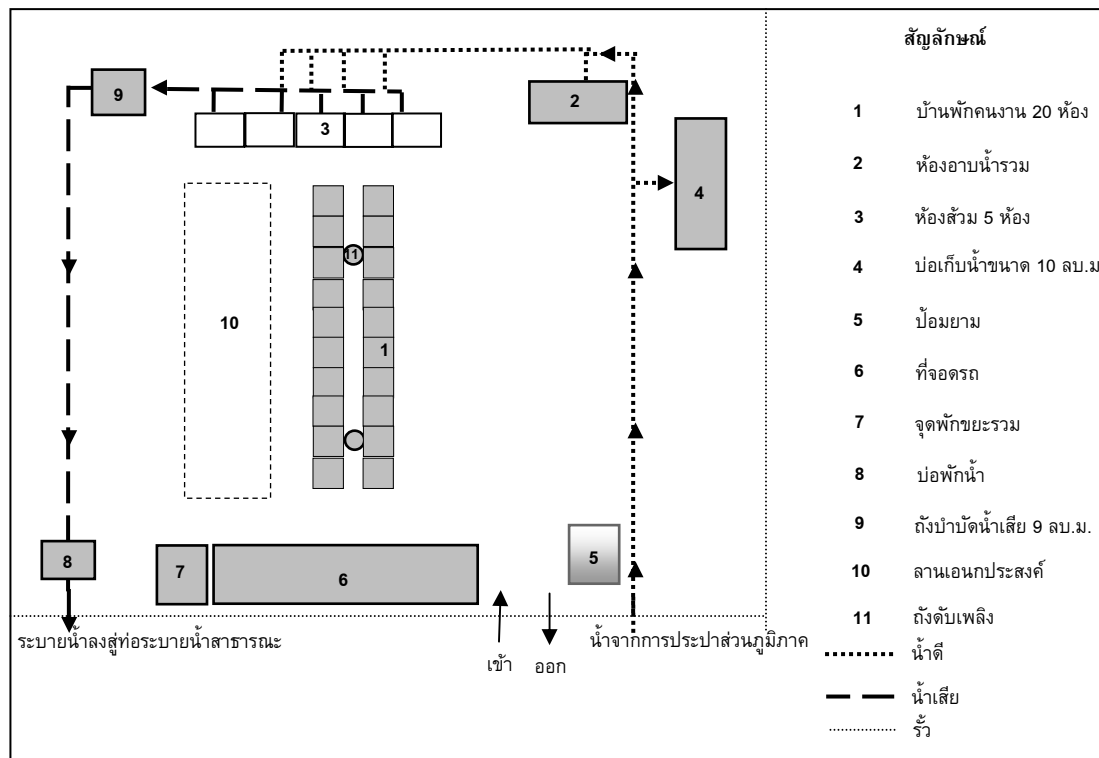 สัญลักษณ์
1 บ้านพักคนงาน 20 ห้อง
2 ห้องอาบน้ำรวม
3 ห้องส้วม 5 ห้อง
4 บ่อเก็บน้ำขนาด 10 ลบ.ม
5 ป้อมยาม
6 ที่จอดรถ
7 จุดพักขยะรวม
8 บ่อพักน้ำ
9 ถังบำบัดน้ำเสีย 9 ลบ.ม.
10 ลานเอนกประสงค์
11 ถังดับเพลิง
น้ำดี
น้ำเสีย
รั้ว
9
2
3
4
11
10
1
8
7
6
5
ระบายน้ำลงสู่ท่อระบายน้ำสาธารณะ
เข้า
ออก
น้ำจากการประปาส่วนภูมิภาค